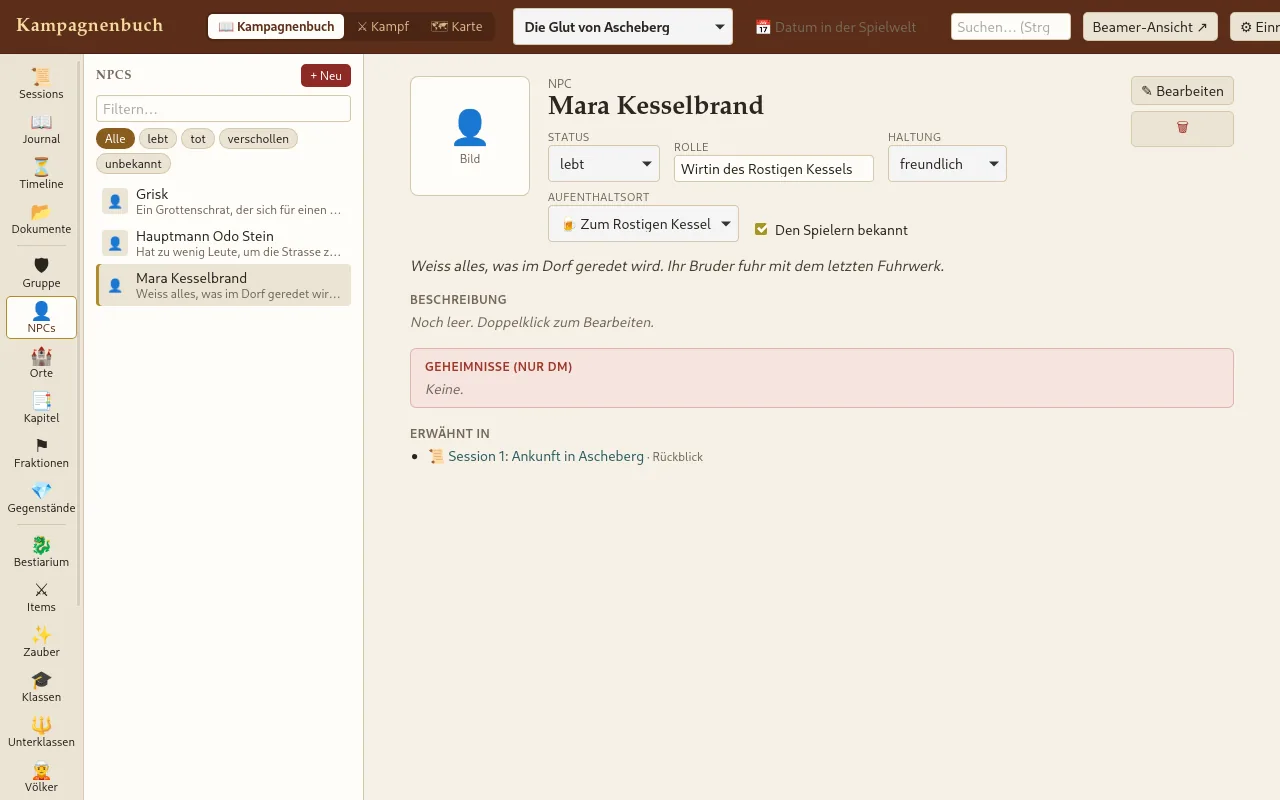 Kampagnenbuch
📖 Kampagnenbuch
⚔ Kampf
🗺 Karte
Die Glut von Ascheberg
📅 Datum in der Spielwelt
Suchen… (Strg
Beamer-Ansicht ↗
⚙ Einr
Sessions
Journal
Timeline
Dokumente
Gruppe
NPCs
Orte
Kapitel
Fraktionen
Gegenstände
Bestiarium
Items
Zauber
Klassen
Unterklassen
Völker
NPCS
+ Neu
Filtern…
Alle
lebt
tot
verschollen
unbekannt
Grisk
Ein Grottenschrat, der sich für einen …
Hauptmann Odo Stein
Hat zu wenig Leute, um die Strasse z…
Mara Kesselbrand
Weiss alles, was im Dorf geredet wir…
Bild
NPC
Mara Kesselbrand
✎ Bearbeiten
STATUS
lebt
ROLLE
Wirtin des Rostigen Kessels
HALTUNG
freundlich
AUFENTHALTSORT
🍺 Zum Rostigen Kessel
Den Spielern bekannt
Weiss alles, was im Dorf geredet wird. Ihr Bruder fuhr mit dem letzten Fuhrwerk.
BESCHREIBUNG
Noch leer. Doppelklick zum Bearbeiten.
GEHEIMNISSE (NUR DM)
Keine.
ERWÄHNT IN
• 📜 Session 1: Ankunft in Ascheberg · Rückblick